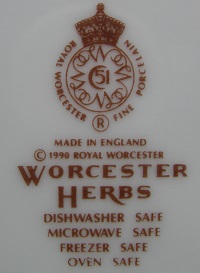 ROYAL WORCESTER FINE PORCELAIN
51
®
MADE IN ENGLAND
© 1990 ROYAL WORCESTER
WORCESTER
HERBS
DISHWASHER SAFE
MICROWAVE SAFE
FREEZER SAFE
OVEN SAFE